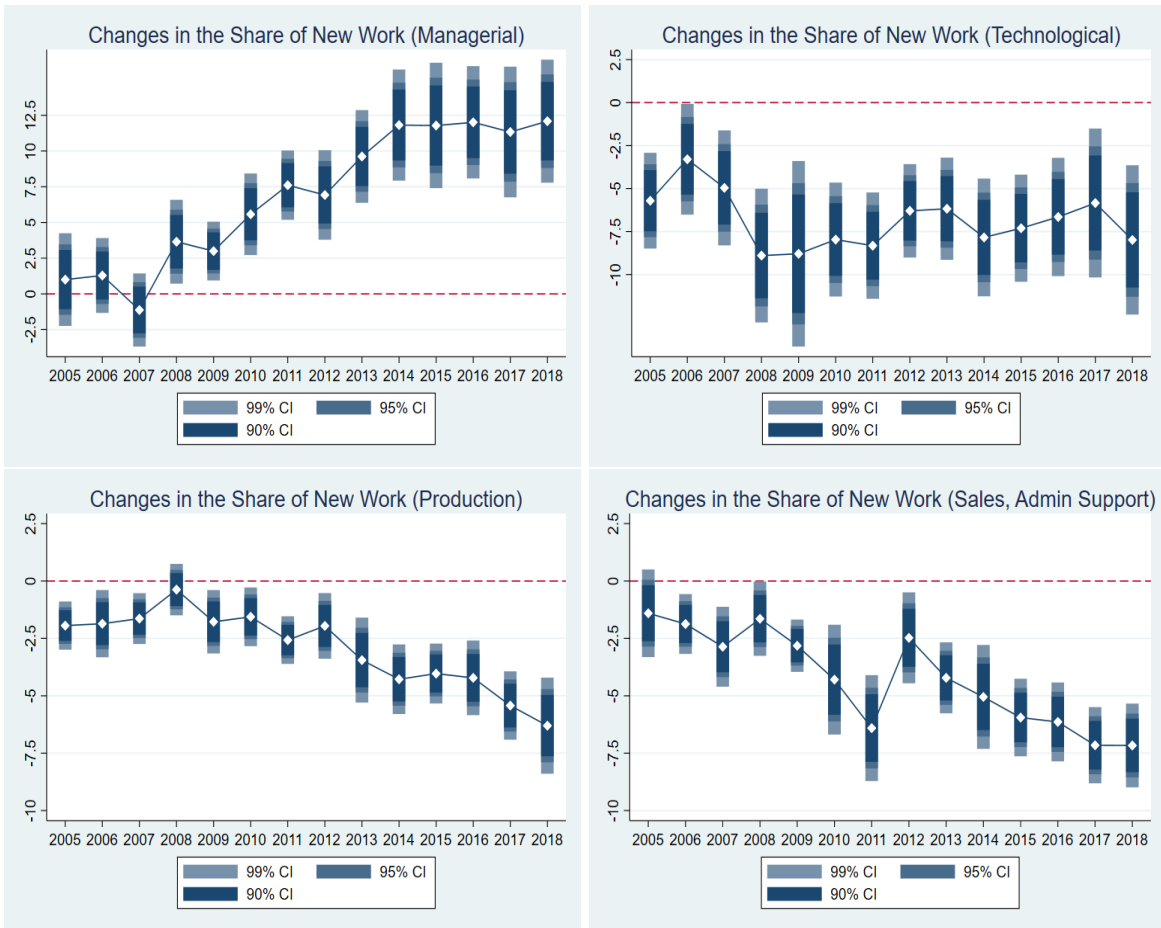 Changes in the Share of New Work (Managerial)
12.5
10
7.5
5
2.5
0
-2.5
2005 2006 2007 2008 2009 2010 2011 2012 2013 2014 2015 2016 2017 2018
99% CI 95% CI
90% CI
Changes in the Share of New Work (Technological)
2.5
0
-2.5
-5
-7.5
-10
2005 2006 2007 2008 2009 2010 2011 2012 2013 2014 2015 2016 2017 2018
99% CI 95% CI
90% CI
Changes in the Share of New Work (Production)
2.5
0
-2.5
-5
-7.5
-10
2005 2006 2007 2008 2009 2010 2011 2012 2013 2014 2015 2016 2017 2018
99% CI 95% CI
90% CI
Changes in the Share of New Work (Sales, Admin Support)
2.5
0
-2.5
-5
-7.5
-10
2005 2006 2007 2008 2009 2010 2011 2012 2013 2014 2015 2016 2017 2018
99% CI 95% CI
90% CI